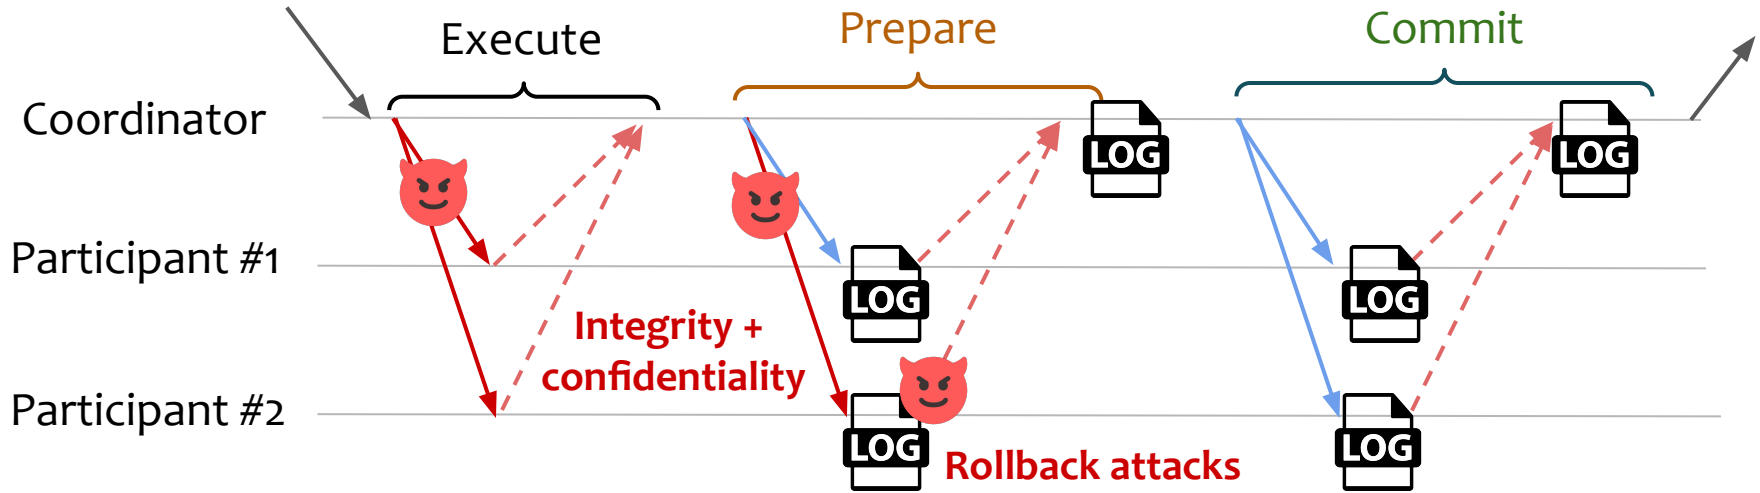 Execute
Prepare
Commit
Coordinator
LOG
LOG
Participant #1
LOG
LOG
Integrity +
confidentiality
Participant #2
LOG
LOG
Rollback attacks